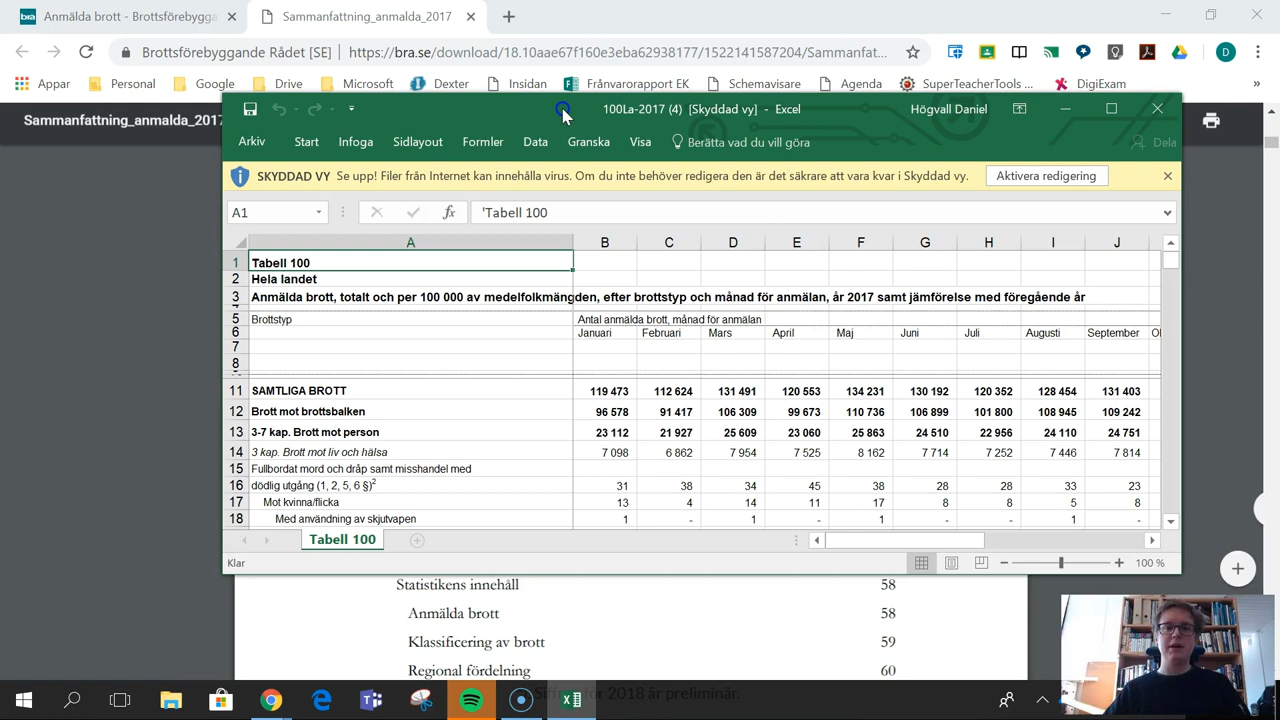 bra Anmälda brott - Brottsförebygga
Sammanfattning_anmalda_2017
Brottsförebyggande Rådet [SE] | https://bra.se/download/18.10aae67f160e3eba62938177/1522141587204/Sammanfat...
D
Appar Personal Google Drive Microsoft Dexter Insidan Frånvarorapport EK Schemavisare Agenda SuperTeacherTools ... DigiExam »
Sammanfattning_anmalda_2017
100La-2017 (4) [Skyddad vy] - Excel Högvall Daniel
Arkiv Start Infoga Sidlayout Formler Data Granska Visa Berätta vad du vill göra Dela
SKYDDAD VY Se upp! Filer från Internet kan innehålla virus. Om du inte behöver redigera den är det säkrare att vara kvar i Skyddad vy. Aktivera redigering
A1 fx 'Tabell 100
A B C D E F G H I J
1 Tabell 100
2 Hela landet
3 Anmälda brott, totalt och per 100 000 av medelfolkmängden, efter brottstyp och månad för anmälan, år 2017 samt jämförelse med föregående år
5 Brottstyp Antal anmälda brott, månad för anmälan
6 Januari Februari Mars April Maj Juni Juli Augusti September
7
8
11 SAMTLIGA BROTT 119 473 112 624 131 491 120 553 134 231 130 192 120 352 128 454 131 403
12 Brott mot brottsbalken 96 578 91 417 106 309 99 673 110 736 106 899 101 800 108 945 109 242
13 3-7 kap. Brott mot person 23 112 21 927 25 609 23 060 25 863 24 510 22 956 24 110 24 751
14 3 kap. Brott mot liv och hälsa 7 098 6 862 7 954 7 525 8 162 7 714 7 252 7 446 7 814
15 Fullbordat mord och dråp samt misshandel med
16 dödlig utgång (1, 2, 5, 6 §)2 31 38 34 45 38 28 28 33 23
17 Mot kvinna/flicka 13 4 14 11 17 8 8 5 8
18 Med användning av skjutvapen 1 - 1 - 1 - - 1 -
Tabell 100
Klar 100 %
Statistikens innehåll 58
Anmälda brott 58
Klassificering av brott 59
Regional fördelning 60
Siffror för 2018 är preliminär.